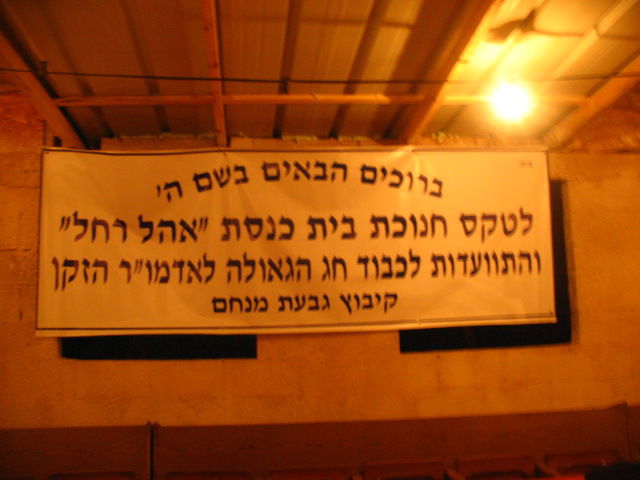 ברוכים הבאים בשם ה'
לטקס חנוכת בית כנסת "אהל רחל"
והתוועדות לכבוד חג הגאולה לאדמו"ר הזקן
קיבוץ גבעת מנחם